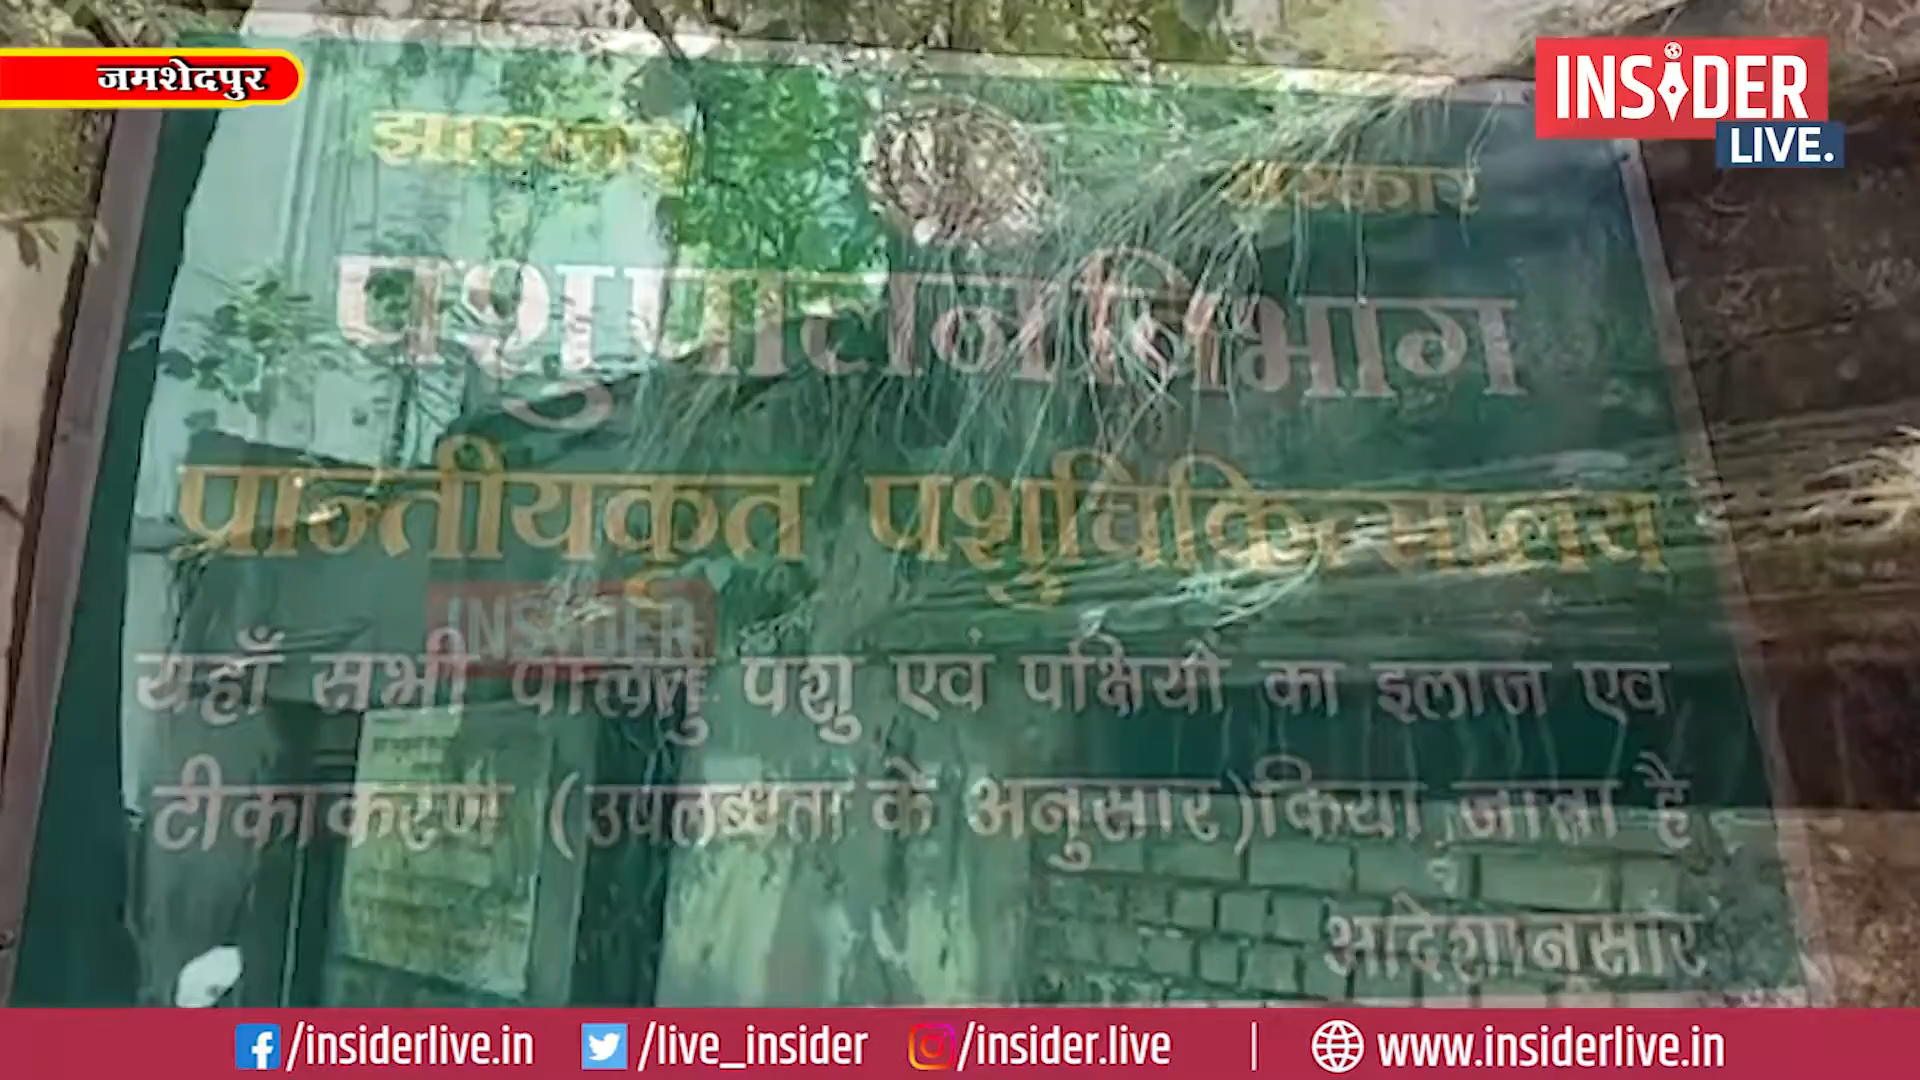 जमशेदपुर
INSIDER
LIVE.
झारखण्ड सरकार
पशुपालन विभाग
प्रान्तीयकृत पशुचिकित्सालय
INSIDER
यहाँ सभी पालतु पशु एवं पक्षियों का इलाज एवं
टीकाकरण (उपलब्धता के अनुसार) किया जाता है
आदेशानुसार
/insiderlive.in /live_insider /insider.live | www.insiderlive.in